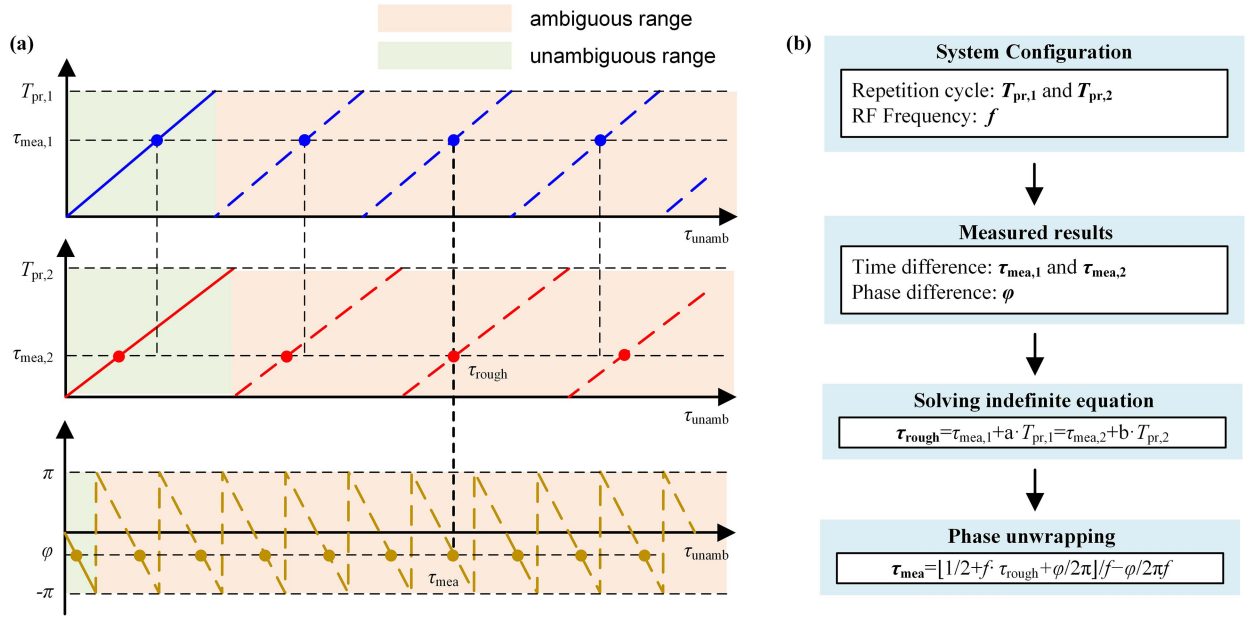 (a)
ambiguous range
unambiguous range
T_pr,1
τ_mea,1
τ_unamb
T_pr,2
τ_mea,2
τ_rough
τ_unamb
π
φ
τ_unamb
τ_mea
-π
(b)
System Configuration
Repetition cycle: T_pr,1 and T_pr,2
RF Frequency: f
Measured results
Time difference: τ_mea,1 and τ_mea,2
Phase difference: φ
Solving indefinite equation
τ_rough=τ_mea,1+a·T_pr,1=τ_mea,2+b·T_pr,2
Phase unwrapping
τ_mea=⌊1/2+f·τ_rough+φ/2π⌋/f−φ/2πf